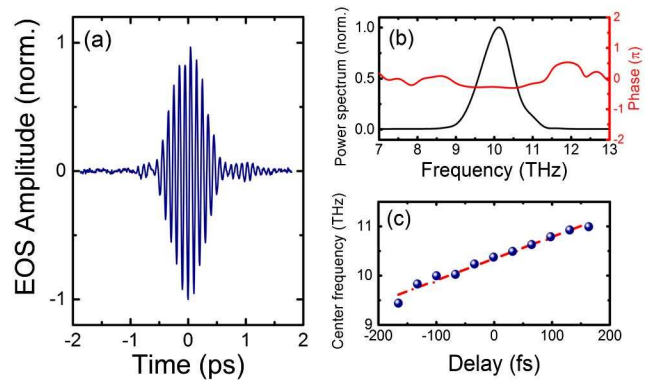 (a)
EOS Amplitude (norm.)
1
0
-1
-2 -1 0 1 2
Time (ps)
(b)
Power spectrum (norm.)
1.0
0.5
0.0
7 8 9 10 11 12 13
Frequency (THz)
2
1
0
-1
-2
Phase (π)
(c)
Center frequency (THz)
11
10
9
-200 -100 0 100 200
Delay (fs)